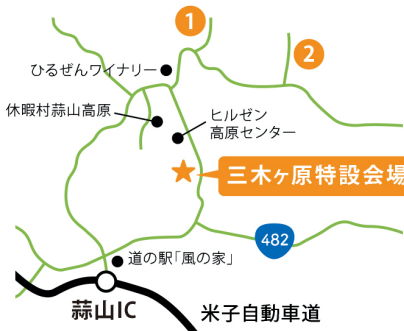 1
2
ひるぜんワイナリー
休暇村蒜山高原
ヒルゼン
高原センター
三木ヶ原特設会場
482
道の駅「風の家」
蒜山IC
米子自動車道